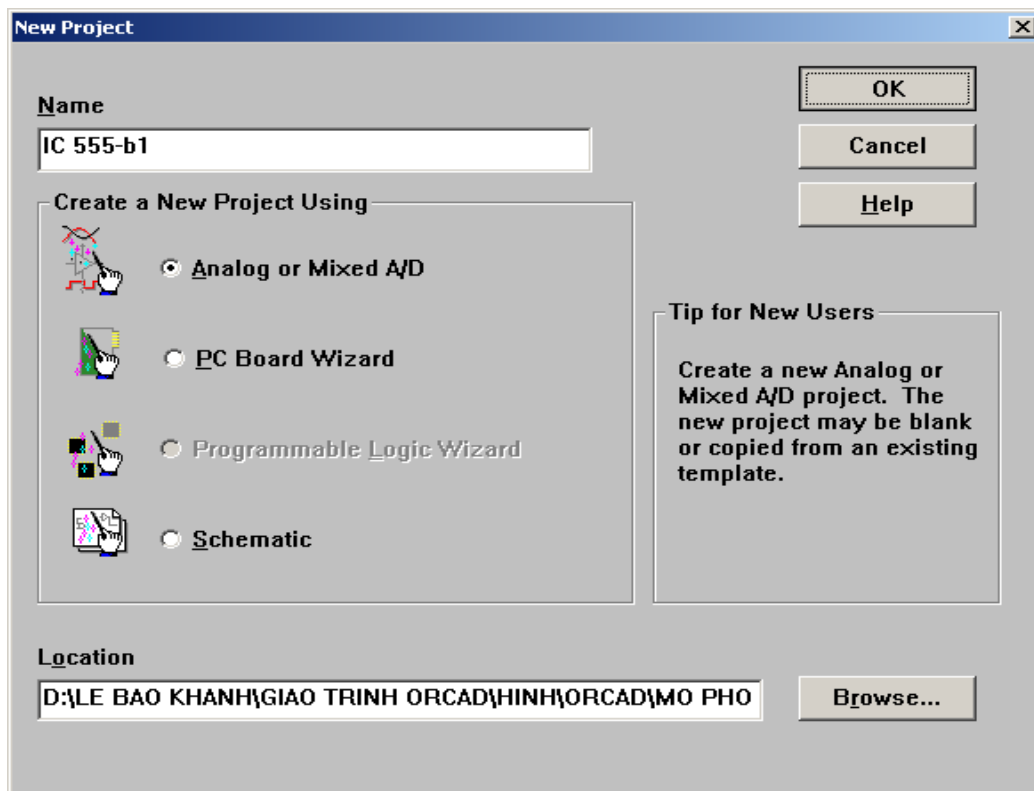 New Project
Name
IC 555-b1
OK
Cancel
Help
Create a New Project Using
Analog or Mixed A/D
PC Board Wizard
Programmable Logic Wizard
Schematic
Tip for New Users
Create a new Analog or
Mixed A/D project. The
new project may be blank
or copied from an existing
template.
Location
D:\LE BAO KHANH\GIAO TRINH ORCAD\HINH\ORCAD\MO PHO
Browse...